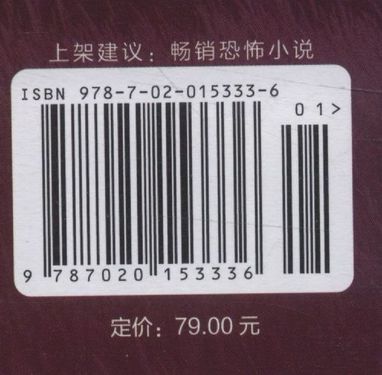 上架建议：畅销恐怖小说
ISBN 978-7-02-015333-6
01>
9 787020 153336
定价：79.00 元